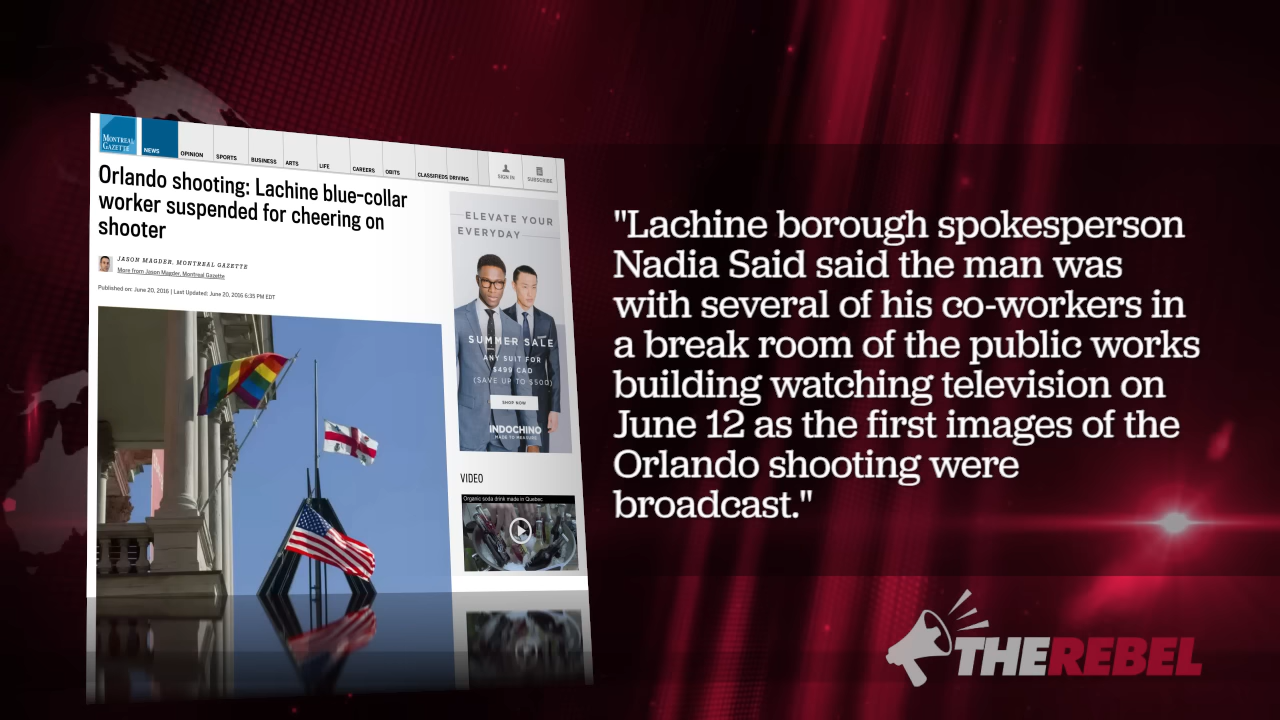 MONTREAL
GAZETTE
NEWS
OPINION
SPORTS
BUSINESS
ARTS
LIFE
CAREERS
OBITS
CLASSIFIEDS
DRIVING
SIGN IN
SUBSCRIBE
Orlando shooting: Lachine blue-collar
worker suspended for cheering on
shooter
JASON MAGDER, MONTREAL GAZETTE
More from Jason Magder, Montreal Gazette
Published on: June 20, 2016 | Last Updated: June 20, 2016 6:35 PM EDT
ELEVATE YOUR
EVERYDAY
SUMMER SALE
ANY SUIT FOR
$499 CAD
(SAVE UP TO $500)
SHOP NOW
INDOCHINO
MADE TO MEASURE
VIDEO
Organic soda drink made in Quebec
"Lachine borough spokesperson
Nadia Said said the man was
with several of his co-workers in
a break room of the public works
building watching television on
June 12 as the first images of the
Orlando shooting were
broadcast."
THEREBEL